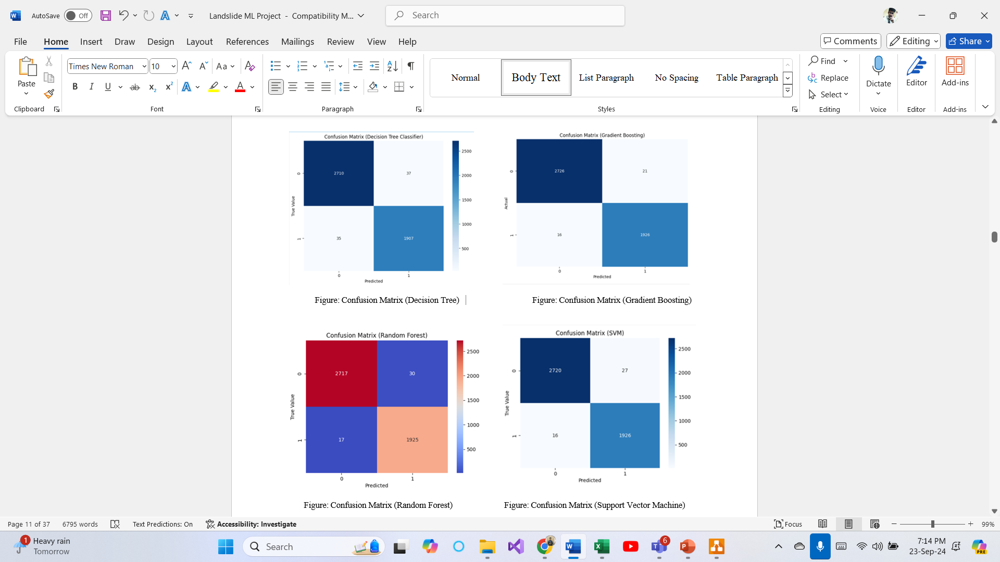 AutoSave Off Landslide ML Project - Compatibility M... Search
File Home Insert Draw Design Layout References Mailings Review View Help Comments Editing Share
Paste Times New Roman 10 Aa
B I U ab x₂ x² A A
Normal Body Text List Paragraph No Spacing Table Paragraph
Find
Replace
Select
Dictate Editor Add-ins
Clipboard Font Paragraph Styles Editing Voice Editor Add-ins
Confusion Matrix (Decision Tree Classifier)
2710 37
35 1907
True Value
0
1
0 1
Predicted
2500
2000
1500
1000
500
Confusion Matrix (Gradient Boosting)
2726 21
16 1926
Actual
0
1
0 1
Predicted
Figure: Confusion Matrix (Decision Tree) Figure: Confusion Matrix (Gradient Boosting)
Confusion Matrix (Random Forest)
2717 30
17 1925
True Value
0
1
0 1
Predicted
2500
2000
1500
1000
500
Confusion Matrix (SVM)
2720 27
16 1926
True Value
0
1
0 1
Predicted
2500
2000
1500
1000
500
Figure: Confusion Matrix (Random Forest) Figure: Confusion Matrix (Support Vector Machine)
Page 11 of 37 6795 words Text Predictions: On Accessibility: Investigate Focus 99%
1 Heavy rain
Tomorrow
Search
6
7:14 PM
23-Sep-24
PRE